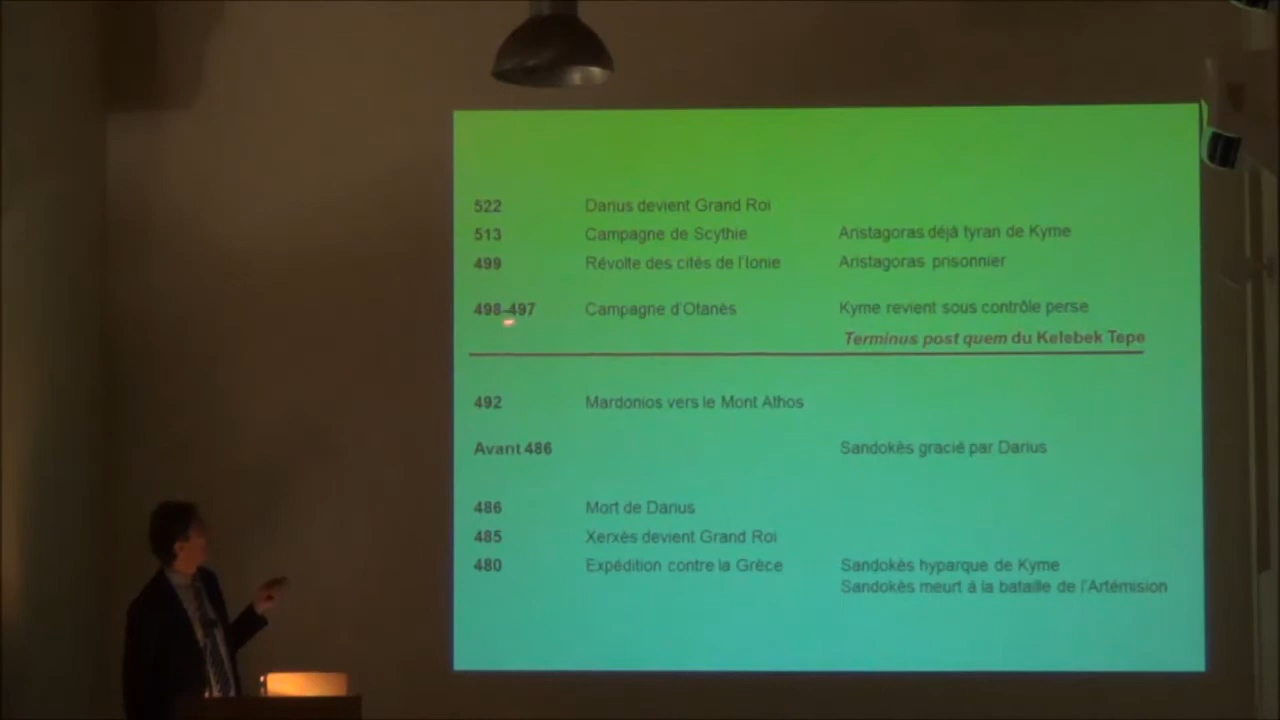 522 Darius devient Grand Roi
513 Campagne de Scythie Aristagoras déjà tyran de Kyme
499 Révolte des cités de l'Ionie Aristagoras prisonnier
498-497 Campagne d'Otanès Kyme revient sous contrôle perse
Terminus post quem du Kelebek Tepe
492 Mardonios vers le Mont Athos
Avant 486 Sandokès gracié par Darius
486 Mort de Darius
485 Xerxès devient Grand Roi
480 Expédition contre la Grèce Sandokès hyparque de Kyme
Sandokès meurt à la bataille de l'Artémision